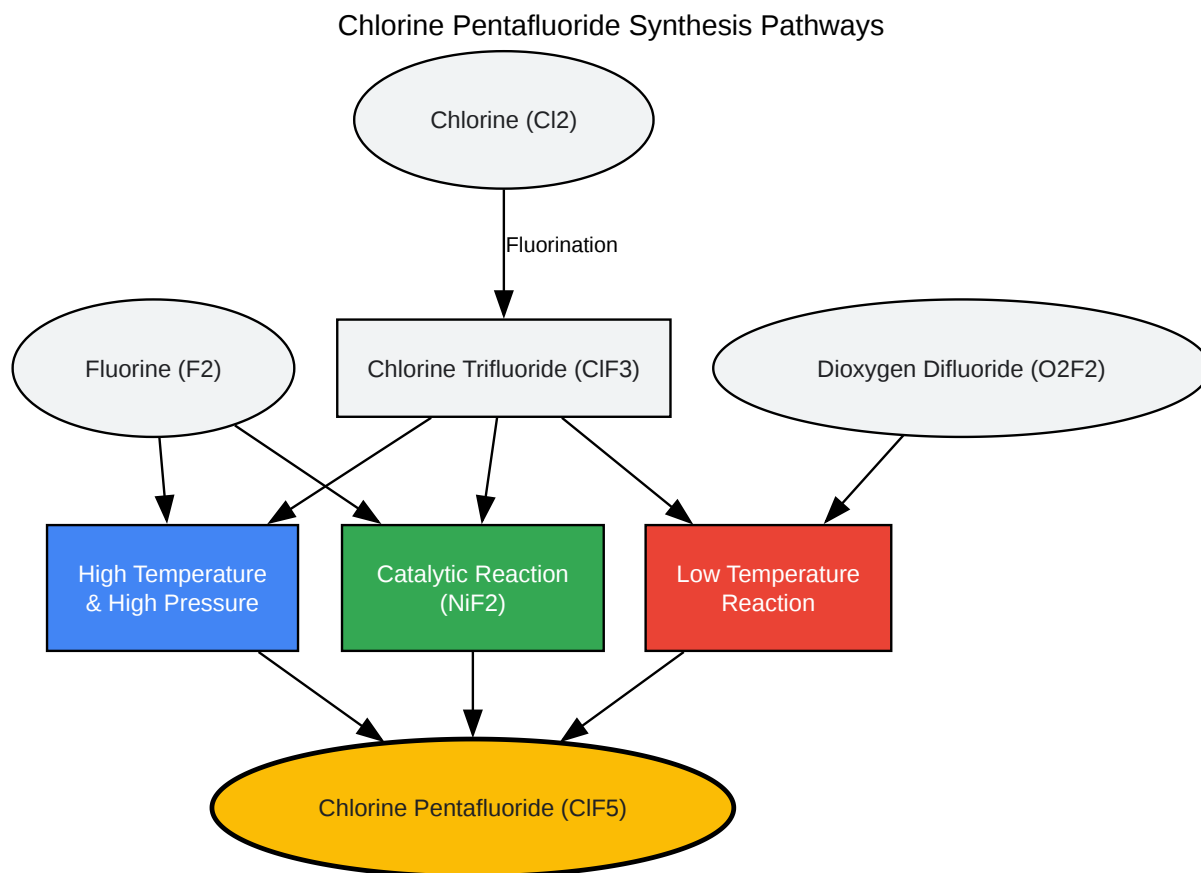 Chlorine Pentafluoride Synthesis Pathways
Chlorine (Cl2)
Fluorination
Fluorine (F2)
Chlorine Trifluoride (ClF3)
Dioxygen Difluoride (O2F2)
High Temperature
& High Pressure
Catalytic Reaction
(NiF2)
Low Temperature
Reaction
Chlorine Pentafluoride (ClF5)